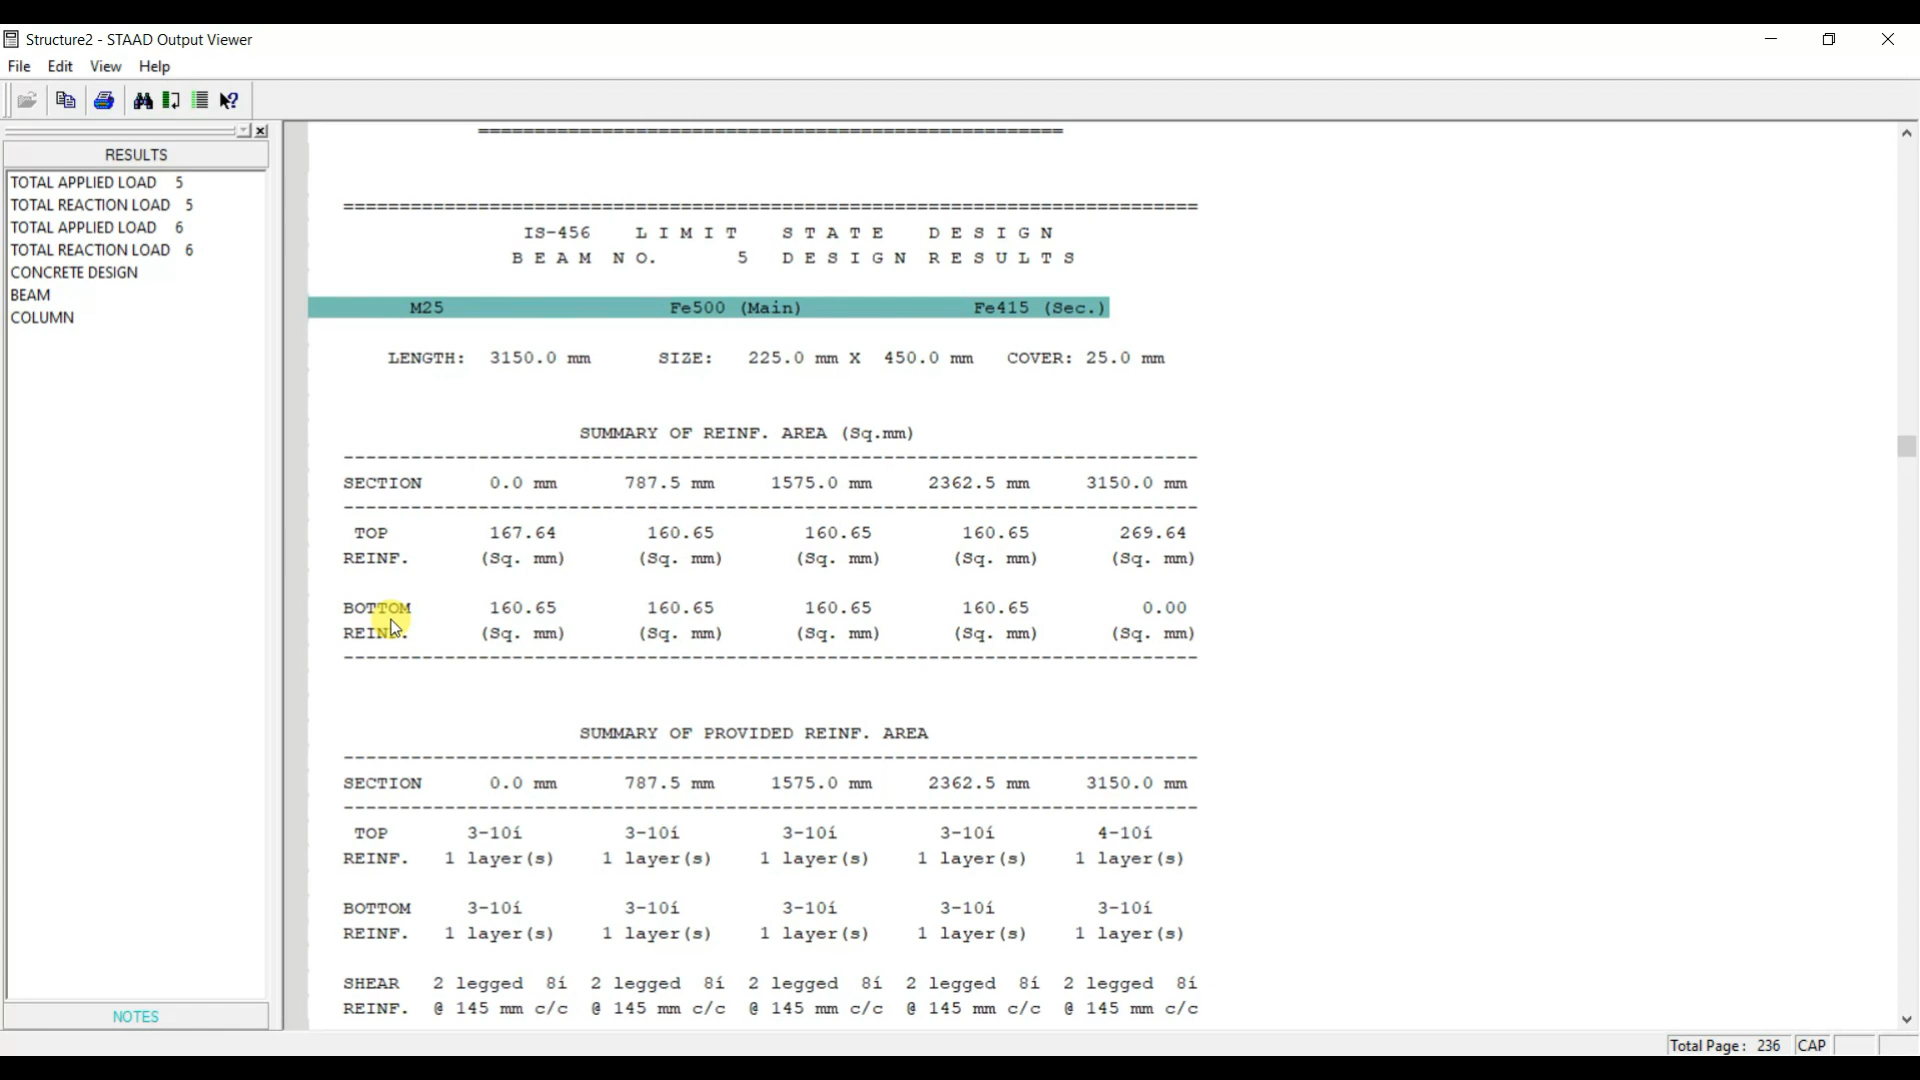 Structure2 - STAAD Output Viewer
File Edit View Help
RESULTS
TOTAL APPLIED LOAD 5
TOTAL REACTION LOAD 5
TOTAL APPLIED LOAD 6
TOTAL REACTION LOAD 6
CONCRETE DESIGN
BEAM
COLUMN
NOTES
============================================================================
IS-456 L I M I T S T A T E D E S I G N
B E A M N O. 5 D E S I G N R E S U L T S
M25 Fe500 (Main) Fe415 (Sec.)
LENGTH: 3150.0 mm SIZE: 225.0 mm X 450.0 mm COVER: 25.0 mm
SUMMARY OF REINF. AREA (Sq.mm)
----------------------------------------------------------------------------
SECTION 0.0 mm 787.5 mm 1575.0 mm 2362.5 mm 3150.0 mm
----------------------------------------------------------------------------
TOP 167.64 160.65 160.65 160.65 269.64
REINF. (Sq. mm) (Sq. mm) (Sq. mm) (Sq. mm) (Sq. mm)
BOTTOM 160.65 160.65 160.65 160.65 0.00
REINF. (Sq. mm) (Sq. mm) (Sq. mm) (Sq. mm) (Sq. mm)
----------------------------------------------------------------------------
SUMMARY OF PROVIDED REINF. AREA
----------------------------------------------------------------------------
SECTION 0.0 mm 787.5 mm 1575.0 mm 2362.5 mm 3150.0 mm
----------------------------------------------------------------------------
TOP 3-10í 3-10í 3-10í 3-10í 4-10í
REINF. 1 layer(s) 1 layer(s) 1 layer(s) 1 layer(s) 1 layer(s)
BOTTOM 3-10í 3-10í 3-10í 3-10í 3-10í
REINF. 1 layer(s) 1 layer(s) 1 layer(s) 1 layer(s) 1 layer(s)
SHEAR 2 legged 8í 2 legged 8í 2 legged 8í 2 legged 8í 2 legged 8í
REINF. @ 145 mm c/c @ 145 mm c/c @ 145 mm c/c @ 145 mm c/c @ 145 mm c/c
Total Page: 236 CAP